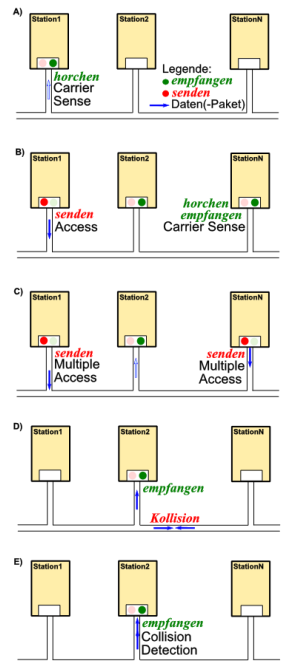 A)
Station1 Station2 StationN
horchen
Carrier
Sense
Legende:
empfangen
senden
Daten(-Paket)
B)
Station1 Station2 StationN
senden
Access
horchen
empfangen
Carrier Sense
C)
Station1 Station2 StationN
senden
Multiple
Access
senden
Multiple
Access
D)
Station1 Station2 StationN
empfangen
Kollision
E)
Station1 Station2 StationN
empfangen
Collision
Detection